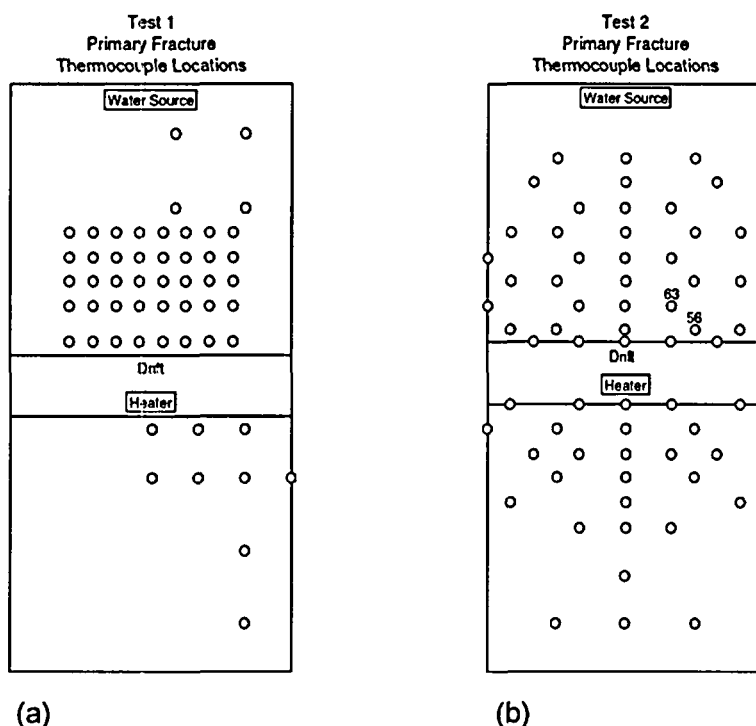 Test 1
Primary Fracture
Thermocouple Locations
Water Source
Drift
Heater
(a)
Test 2
Primary Fracture
Thermocouple Locations
Water Source
63
56
Drift
Heater
(b)